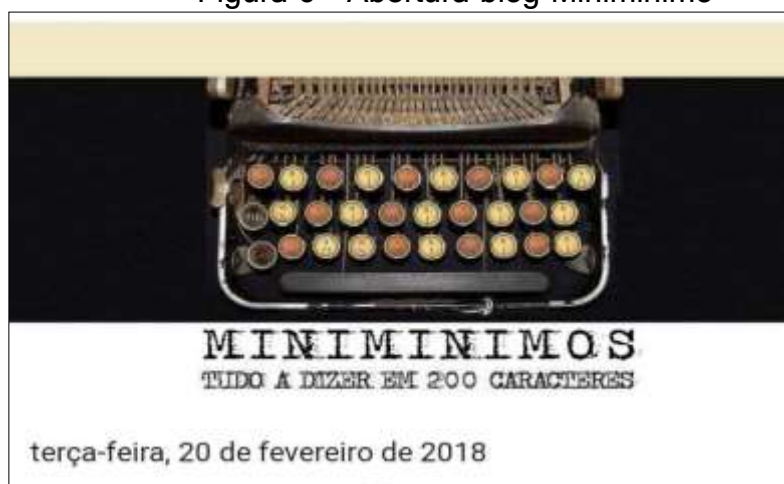 MINIMINIMOS
TUDO A DIZER EM 200 CARACTERES
terça-feira, 20 de fevereiro de 2018